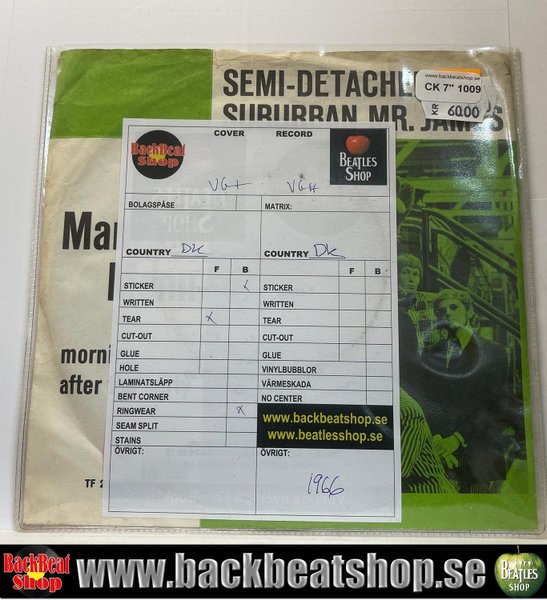 SEMI-DETACHE
SUBURBAN MR. JAM S
www.backbeatshop.se
CK 7" 1009
KR 60.00
COVER RECORD
BackBeat
Shop
BEATLES
SHOP
VG+ VG+
BOLAGSPÅSE MATRIX:
Ma
COUNTRY DK COUNTRY DK
F B F B
STICKER x STICKER
WRITTEN WRITTEN
TEAR x TEAR
CUT-OUT CUT-OUT
morni GLUE GLUE
after HOLE VINYLBUBBLOR
LAMINATSLÄPP VÄRMESKADA
BENT CORNER NO CENTER
RINGWEAR x
SEAM SPLIT
STAINS
www.backbeatshop.se
www.beatlesshop.se
ÖVRIGT: ÖVRIGT:
TF 2
1966
BackBeat
Shop
www.backbeatshop.se
BEATLES
SHOP